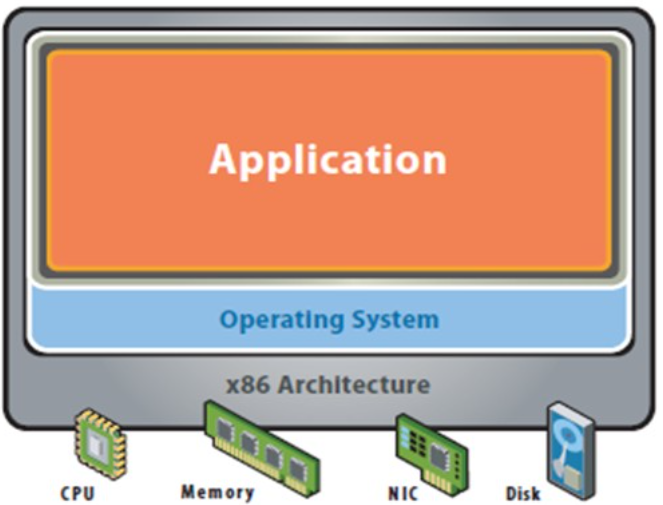 Application
Operating System
x86 Architecture
CPU
Memory
NIC
Disk